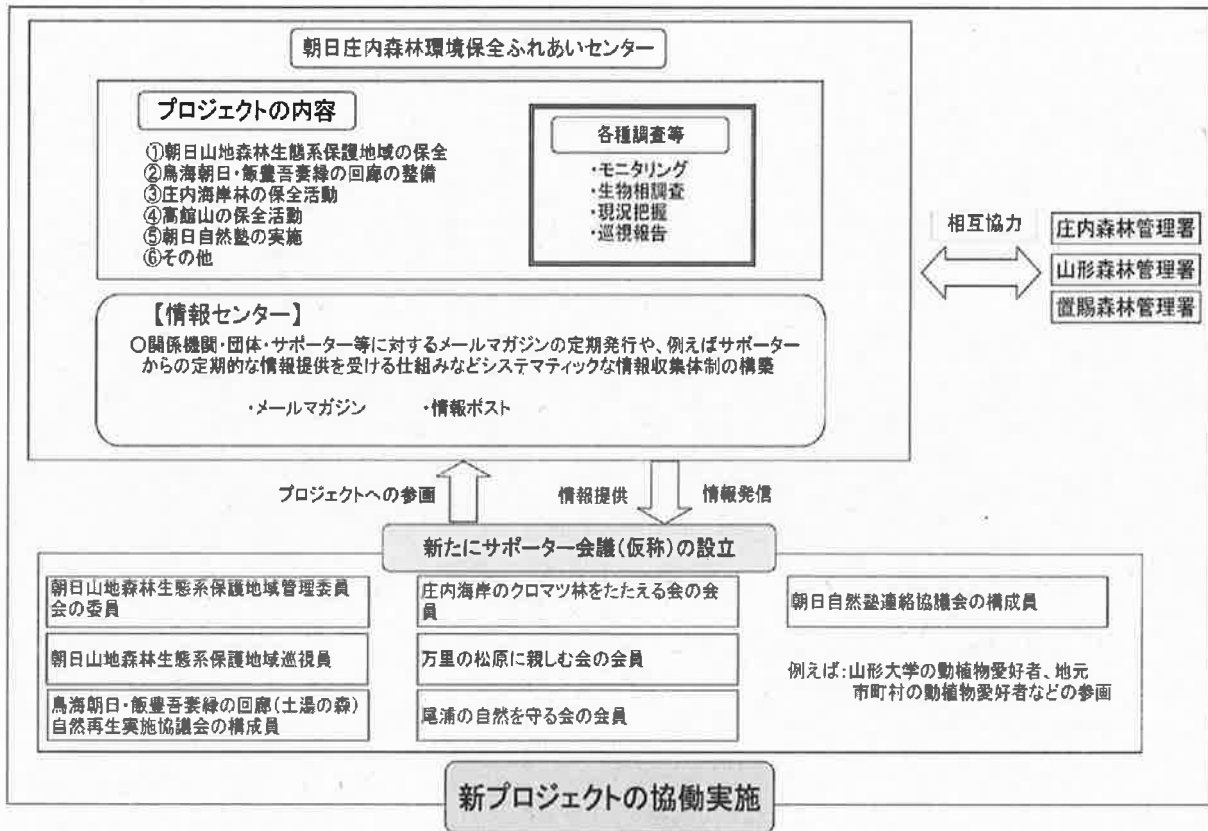 朝日庄内森林環境保全ふれあいセンター
プロジェクトの内容
①朝日山地森林生態系保護地域の保全
②鳥海朝日・飯豊吾妻緑の回廊の整備
③庄内海岸林の保全活動
④高館山の保全活動
⑤朝日自然塾の実施
⑥その他
各種調査等
・モニタリング
・生物相調査
・現況把握
・巡視報告
相互協力
庄内森林管理署
山形森林管理署
置賜森林管理署
【情報センター】
〇関係機関・団体・サポーター等に対するメールマガジンの定期発行や、例えばサポーター
からの定期的な情報提供を受ける仕組みなどシステマティックな情報収集体制の構築
・メールマガジン ・情報ポスト
プロジェクトへの参画
情報提供
情報発信
新たにサポーター会議(仮称)の設立
朝日山地森林生態系保護地域管理委員
会の委員
朝日山地森林生態系保護地域巡視員
鳥海朝日・飯豊吾妻緑の回廊(土湯の森)
自然再生実施協議会の構成員
庄内海岸のクロマツ林をたたえる会の会
員
万里の松原に親しむ会の会員
尾浦の自然を守る会の会員
朝日自然塾連絡協議会の構成員
例えば:山形大学の動植物愛好者、地元
市町村の動植物愛好者などの参画
新プロジェクトの協働実施